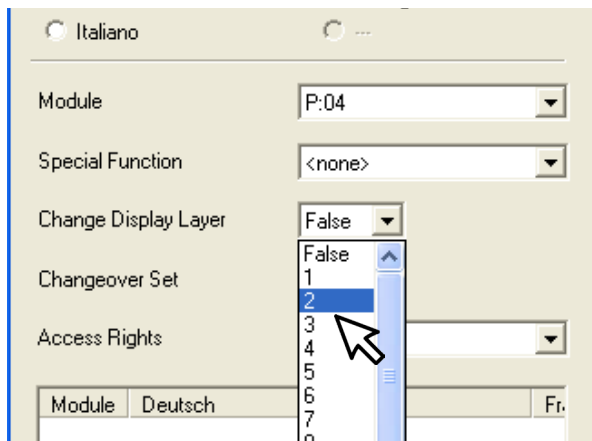 Italiano ---
Module P:04
Special Function <none>
Change Display Layer False
False
1
Changeover Set
2
3
Access Rights
4
5
6
Module Deutsch Fr
7